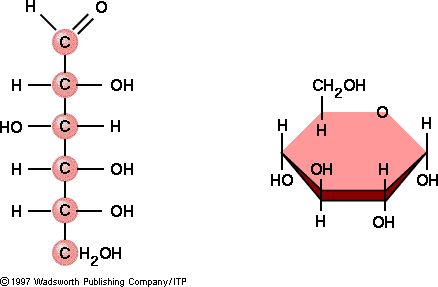 H O
C
H C OH
HO C H
H C OH
H C OH
C H₂OH
CH₂OH
O
H H H
HO OH H OH
H OH
©1997 Wadsworth Publishing Company/ITP